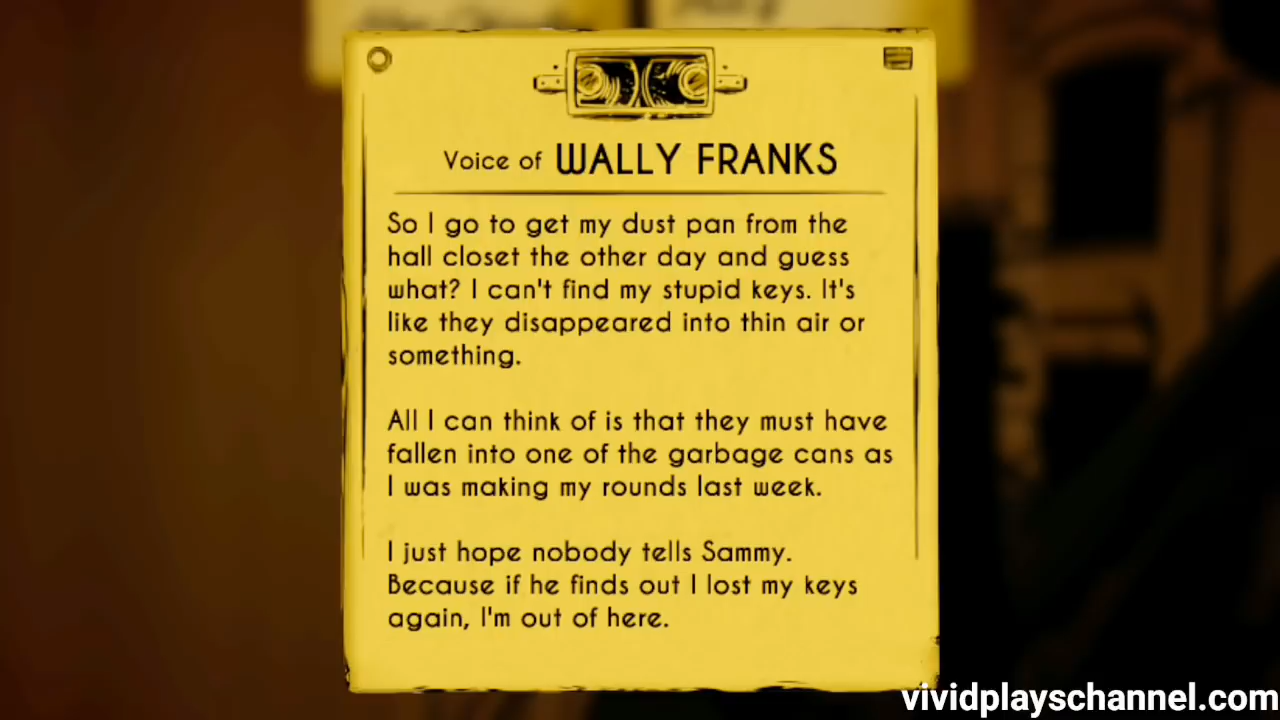 Voice of WALLY FRANKS
So I go to get my dust pan from the
hall closet the other day and guess
what? I can't find my stupid keys. It's
like they disappeared into thin air or
something.
All I can think of is that they must have
fallen into one of the garbage cans as
I was making my rounds last week.
I just hope nobody tells Sammy.
Because if he finds out I lost my keys
again, I'm out of here.
vividplayschannel.com